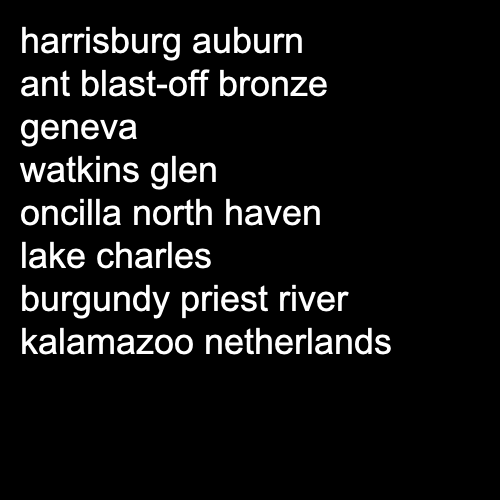 harrisburg auburn
ant blast-off bronze
geneva
watkins glen
oncilla north haven
lake charles
burgundy priest river
kalamazoo netherlands